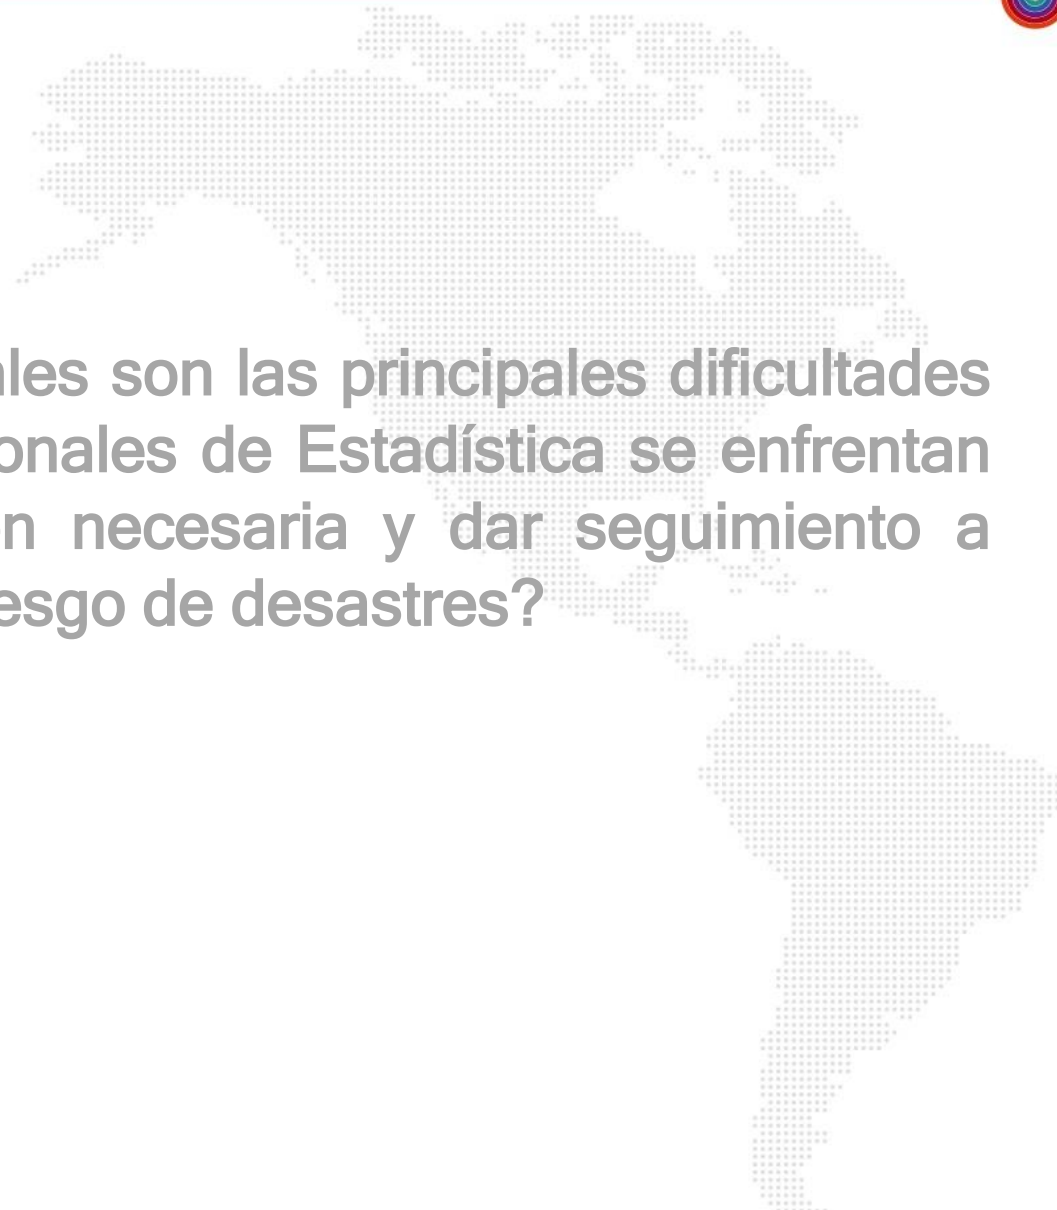 les son las principales dificultades
onales de Estadística se enfrentan
n necesaria y dar seguimiento a
esgo de desastres?